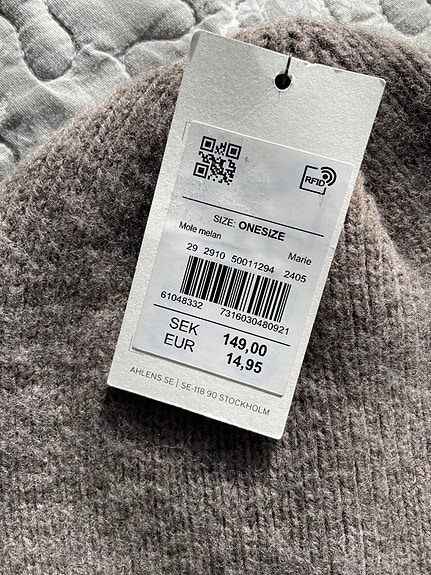 RFID
SIZE: ONESIZE
Mole melan Marie
29 2910 50011294 2405
61048332 7316030480921
SEK 149,00
EUR 14,95
AHLENS.SE | SE-118 90 STOCKHOLM